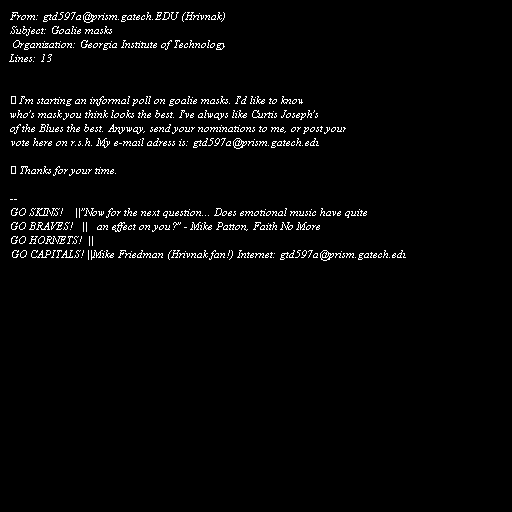 From: gtd597a@prism.gatech.EDU (Hrivnak)
Subject: Goalie masks
Organization: Georgia Institute of Technology
Lines: 13
I'm starting an informal poll on goalie masks. I'd like to know
who's mask you think looks the best. I've always like Curtis Joseph's
of the Blues the best. Anyway, send your nominations to me, or post your
vote here on r.s.h. My e-mail adress is: gtd597a@prism.gatech.edu
Thanks for your time.
--
GO SKINS! ||"Now for the next question... Does emotional music have quite
GO BRAVES! || an effect on you?" - Mike Patton, Faith No More
GO HORNETS! ||
GO CAPITALS! ||Mike Friedman (Hrivnak fan!) Internet: gtd597a@prism.gatech.edu